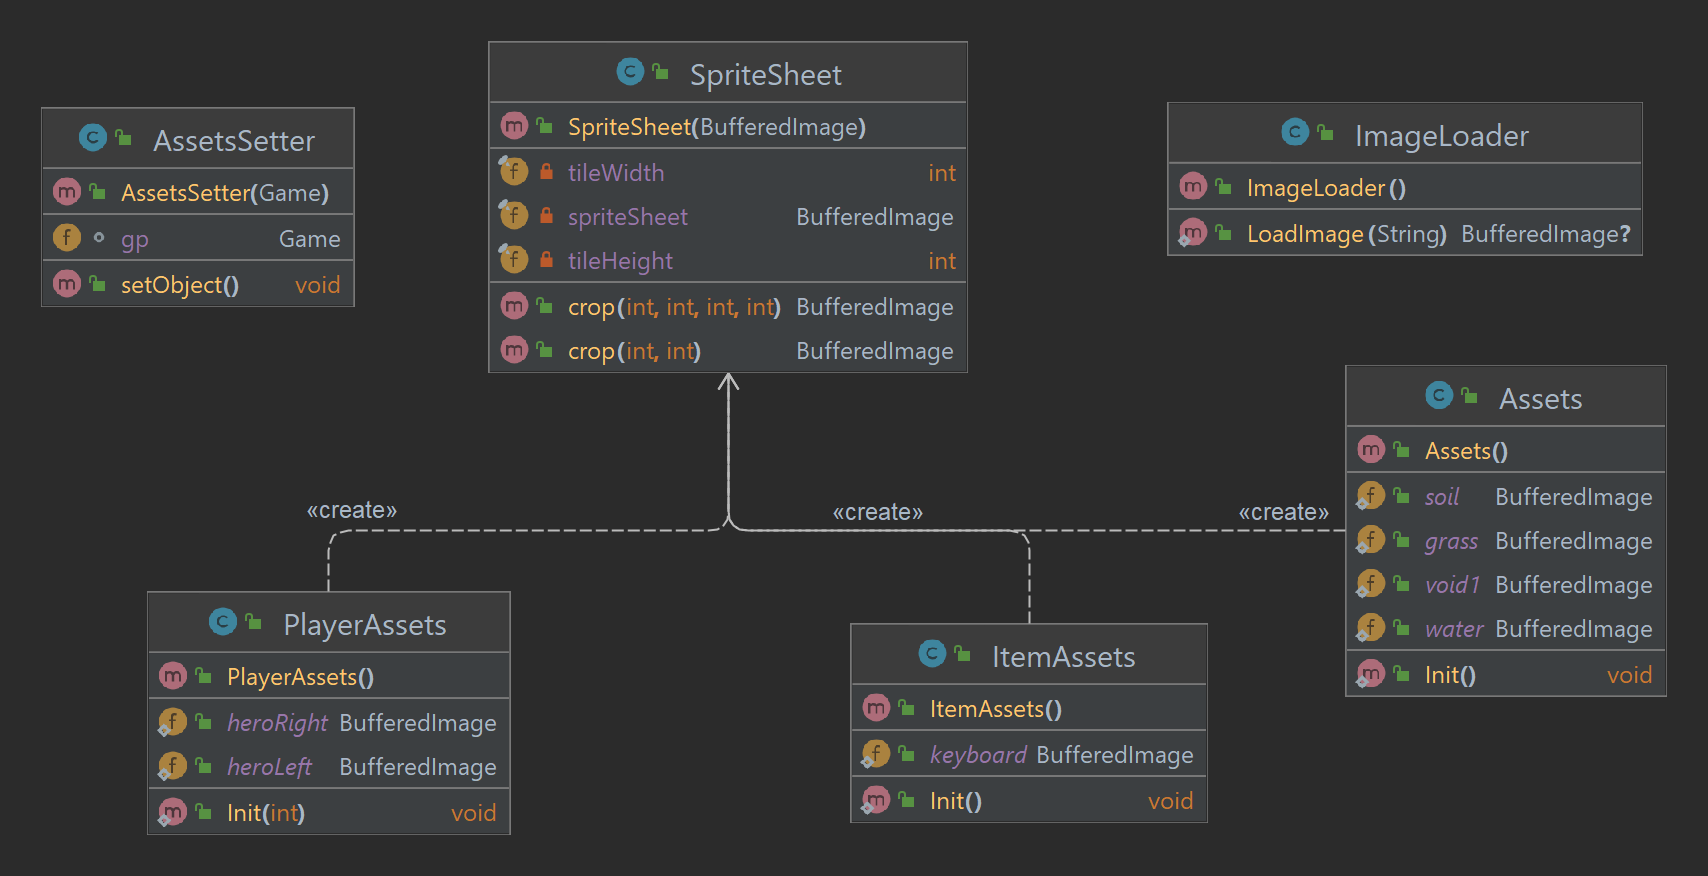 SpriteSheet
SpriteSheet(BufferedImage)
tileWidth int
spriteSheet BufferedImage
tileHeight int
crop(int, int, int, int) BufferedImage
crop(int, int) BufferedImage
AssetsSetter
AssetsSetter(Game)
gp Game
setObject() void
ImageLoader
ImageLoader()
LoadImage(String) BufferedImage?
Assets
Assets()
soil BufferedImage
grass BufferedImage
void1 BufferedImage
water BufferedImage
Init() void
«create»
«create»
«create»
PlayerAssets
PlayerAssets()
heroRight BufferedImage
heroLeft BufferedImage
Init(int) void
ItemAssets
ItemAssets()
keyboard BufferedImage
Init() void